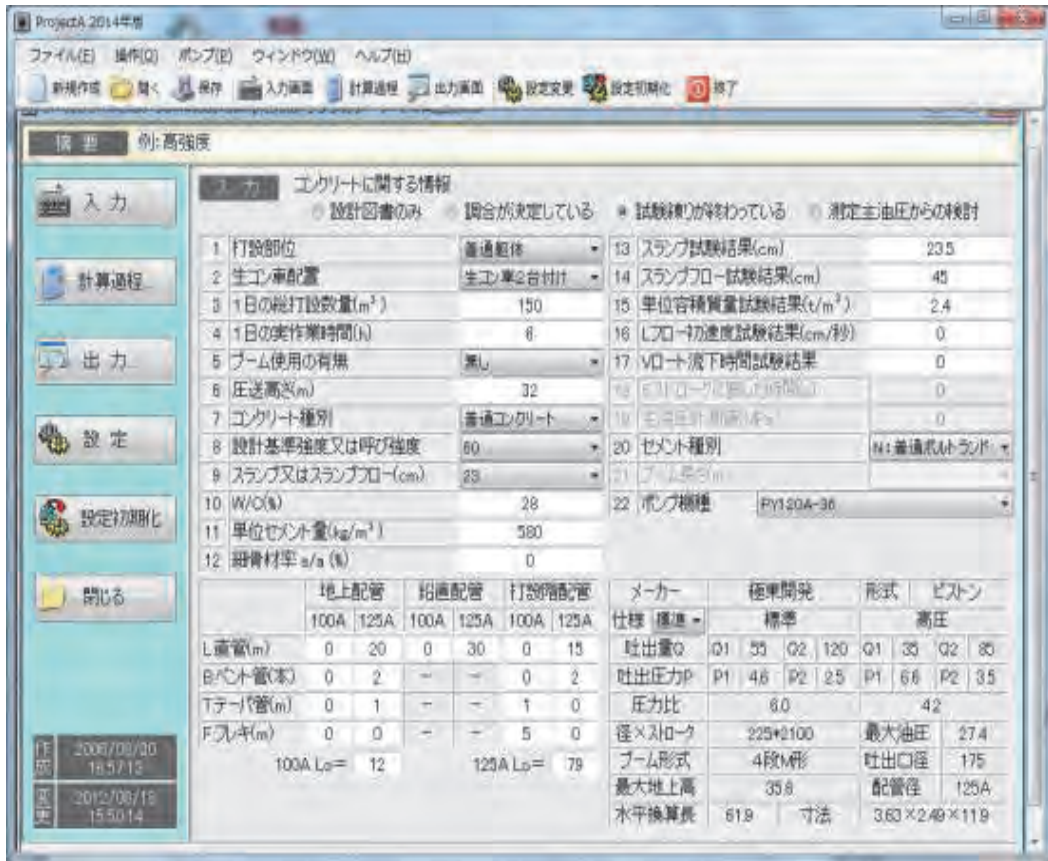 ProjectA 2014年版
ファイル(E) 操作(O) ポンプ(P) ウィンドウ(W) ヘルプ(H)
新規作成 開く 保存 入力画面 計算過程 出力画面 設定変更 設定初期化 終了
摘要 例:高強度
入力
計算過程...
出力...
設定
設定初期化
閉じる
作成 2006/09/20 16:57:13
変更 15:50:14
入力 コンクリートに関する情報
設計図書のみ 調合が決定している 試験練りが終わっている 測定主油圧からの検討
1 打設部位 普通躯体
2 生コン車配置 生コン車2台付け
3 1日の総打設数量(m³) 150
4 1日の実作業時間(h) 6
5 ブーム使用の有無 無し
6 圧送高さ(m) 32
7 コンクリート種別 普通コンクリート
8 設計基準強度又は呼び強度 60
9 スランプ又はスランプフロー(cm) 23
10 W/C(%) 28
11 単位セメント量(kg/m³) 580
12 細骨材率 s/a (%) 0
13 スランプ試験結果(cm) 23.5
14 スランプフロー試験結果(cm) 45
15 単位容積質量試験結果(t/m³) 2.4
16 Lフロー初速度試験結果(cm/秒) 0
17 Vロート流下時間試験結果 0
20 セメント種別 N:普通ポルトランド
22 ポンプ機種 PY120A-36
地上配管 鉛直配管 打設階配管
100A 125A 100A 125A 100A 125A
L直管(m) 0 20 0 30 0 15
Bベント管(本) 0 2 - - 0 2
Tテーパ管(m) 0 1 - - 1 0
Fフレキ(m) 0 0 - - 5 0
100A Lo= 12 125A Lo= 79
メーカー 極東開発 形式 ピストン
仕様 標準 標準 高圧
吐出量Q Q1 55 Q2 120 Q1 35 Q2 85
吐出圧力P P1 4.6 P2 2.5 P1 6.6 P2 3.5
圧力比 6.0 4.2
径×ストローク 225*2100 最大油圧 27.4
ブーム形式 4段M形 吐出口径 175
最大地上高 35.6 配管径 125A
水平換算長 61.9 寸法 3.63×2.49×11.9